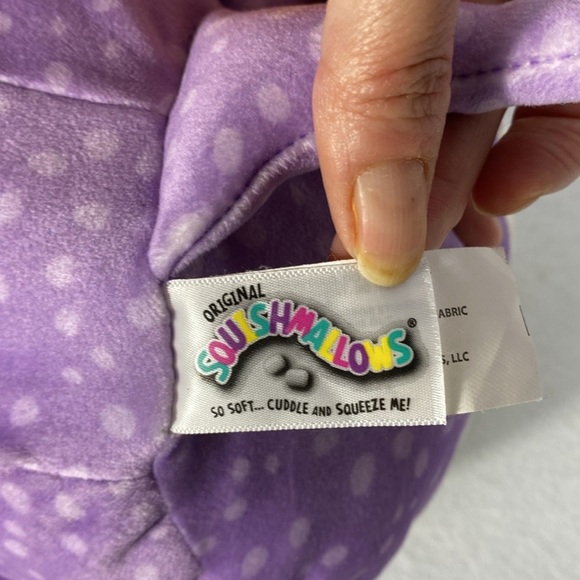 ORIGINAL
SQUISHMALLOWS®
SO SOFT... CUDDLE AND SQUEEZE ME!
ABRIC
S, LLC